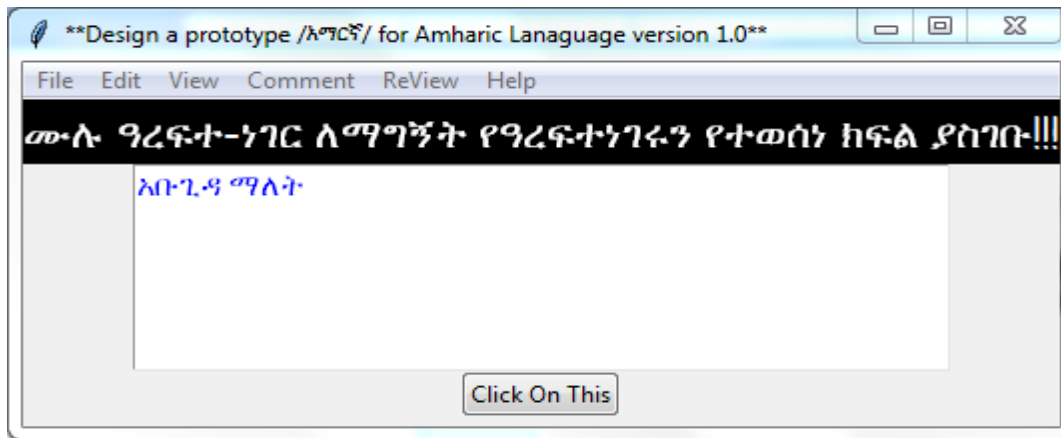 **Design a prototype /አማርኛ/ for Amharic Lanaguage version 1.0**
File Edit View Comment ReView Help
ሙሉ ዓረፍተ-ነገር ለማግኝት የዓረፍተነገሩን የተወሰነ ክፍል ያስገቡ!!!
አቡጊዳ ማለት
Click On This